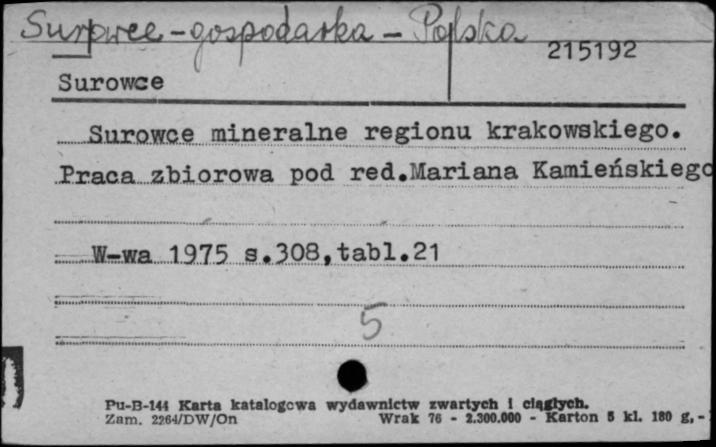 Surowce - gospodarka - Polska
215192
Surowce
Surowce mineralne regionu krakowskiego.
Praca zbiorowa pod red.Mariana Kamieńskiego
W-wa 1975 s.308,tabl.21
5
Pu-B-144 Karta katalogowa wydawnictw zwartych i ciągłych.
Zam. 2264/DW/On Wrak 76 - 2.300.000 - Karton 5 kl. 180 g,-